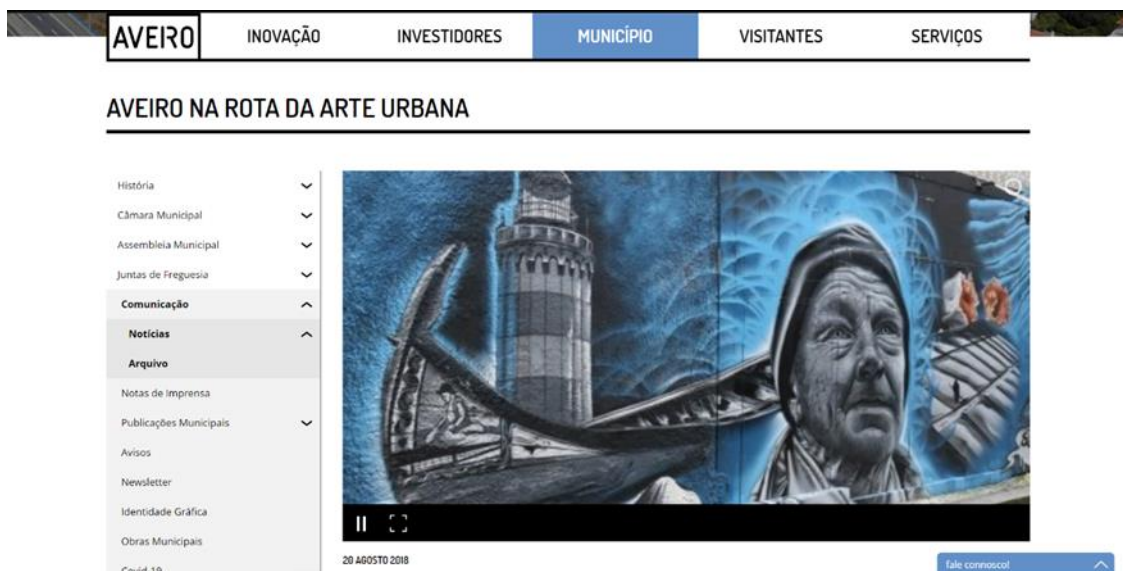 AVEIRO
INOVAÇÃO
INVESTIDORES
MUNICÍPIO
VISITANTES
SERVIÇOS
AVEIRO NA ROTA DA ARTE URBANA
História
Câmara Municipal
Assembleia Municipal
Juntas de Freguesia
Comunicação
Notícias
Arquivo
Notas de Imprensa
Publicações Municipais
Avisos
Newsletter
Identidade Gráfica
Obras Municipais
Covid-19
20 AGOSTO 2018
fale connosco!